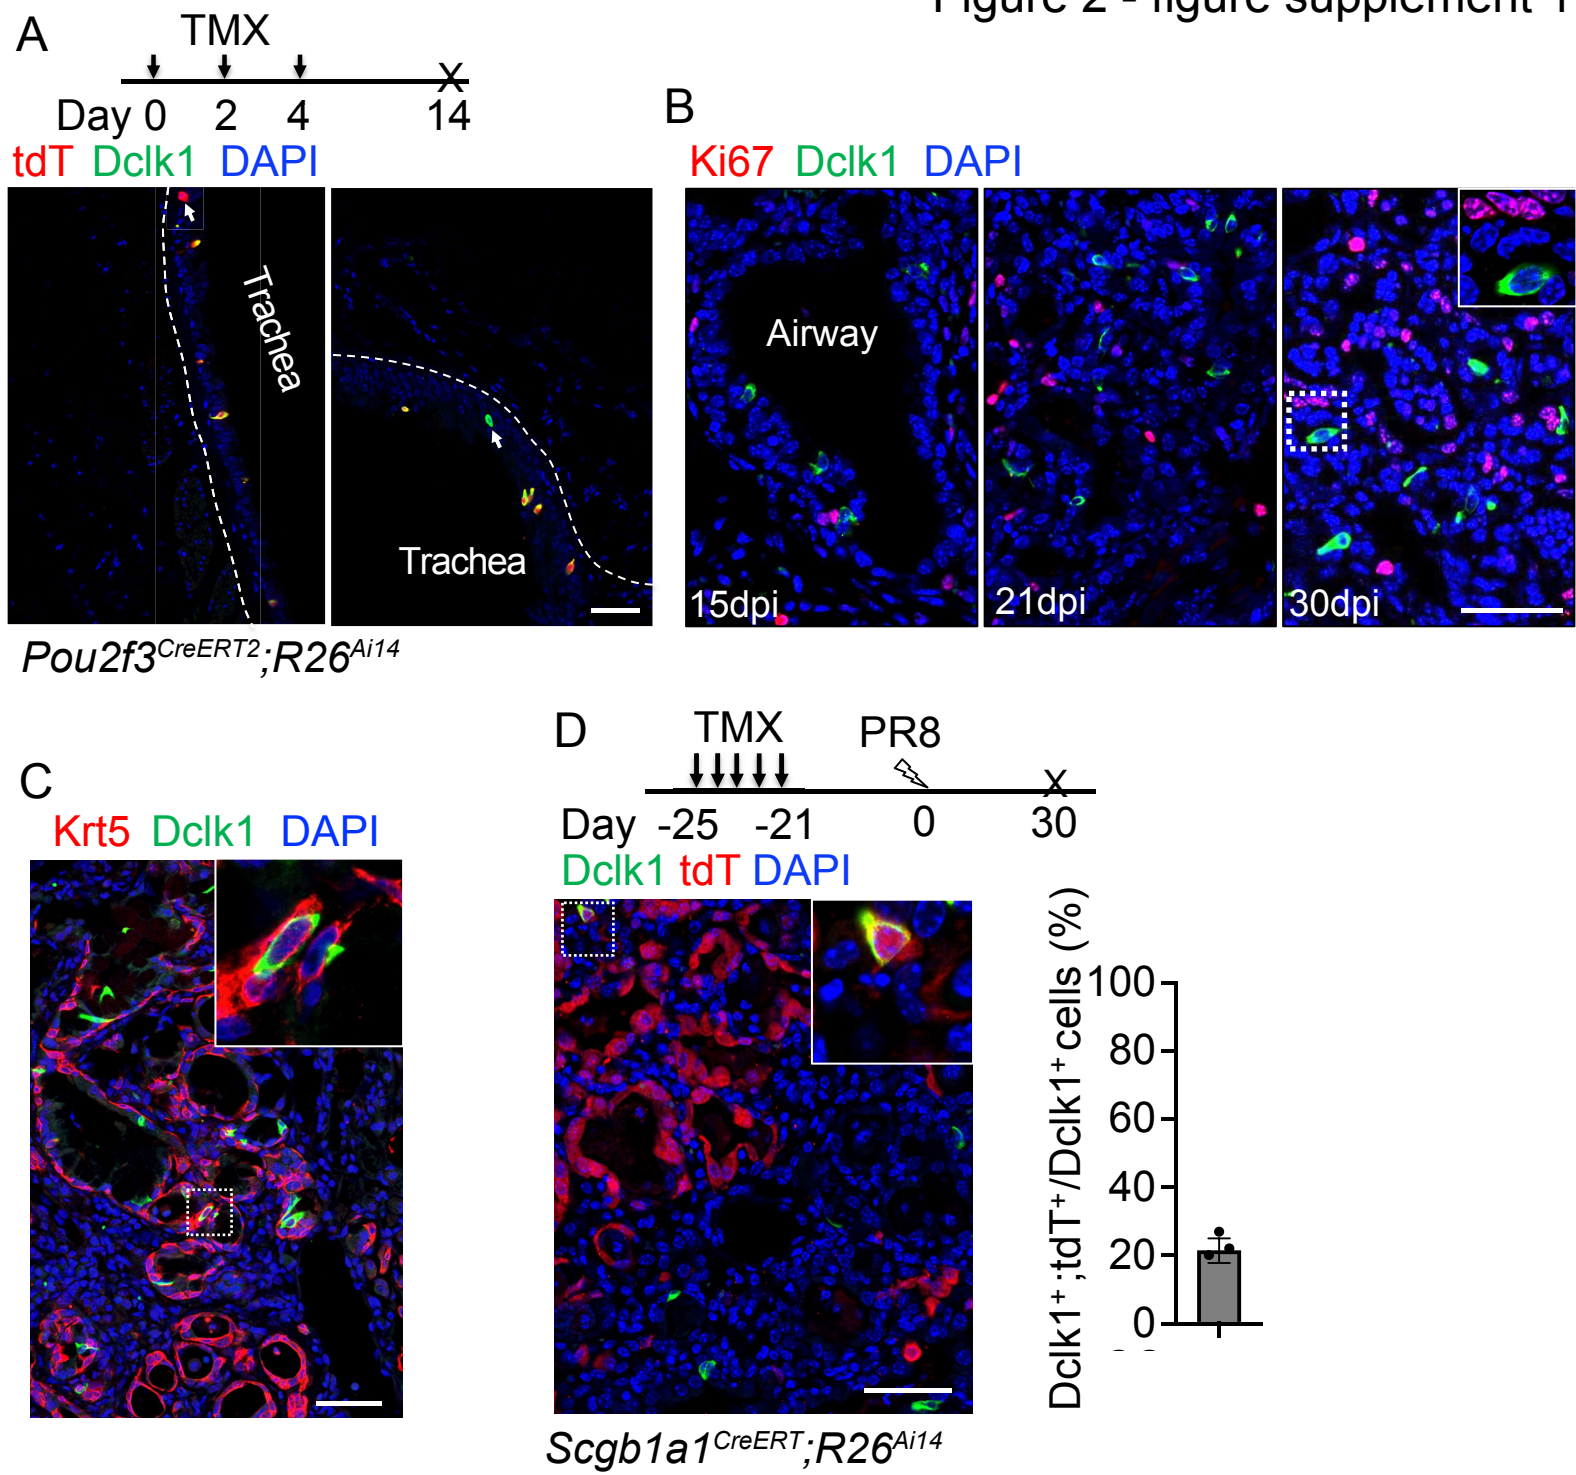 Figure 2 - figure supplement 1
A
TMX
X
Day 0 2 4 14
tdT Dclk1 DAPI
Trachea
Trachea
Pou2f3CreERT2;R26Ai14
B
Ki67 Dclk1 DAPI
Airway
15dpi
21dpi
30dpi
C
Krt5 Dclk1 DAPI
D
TMX
PR8
X
Day -25 -21 0 30
Dclk1 tdT DAPI
Scgb1a1CreERT;R26Ai14
Dclk1+;tdT+/Dclk1+ cells (%)
100
80
60
40
20
0